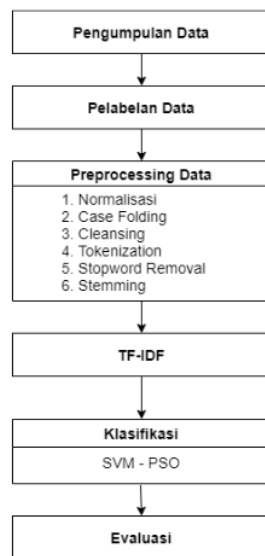 Pengumpulan Data
Pelabelan Data
Preprocessing Data
1. Normalisasi
2. Case Folding
3. Cleansing
4. Tokenization
5. Stopword Removal
6. Stemming
TF-IDF
Klasifikasi
SVM - PSO
Evaluasi